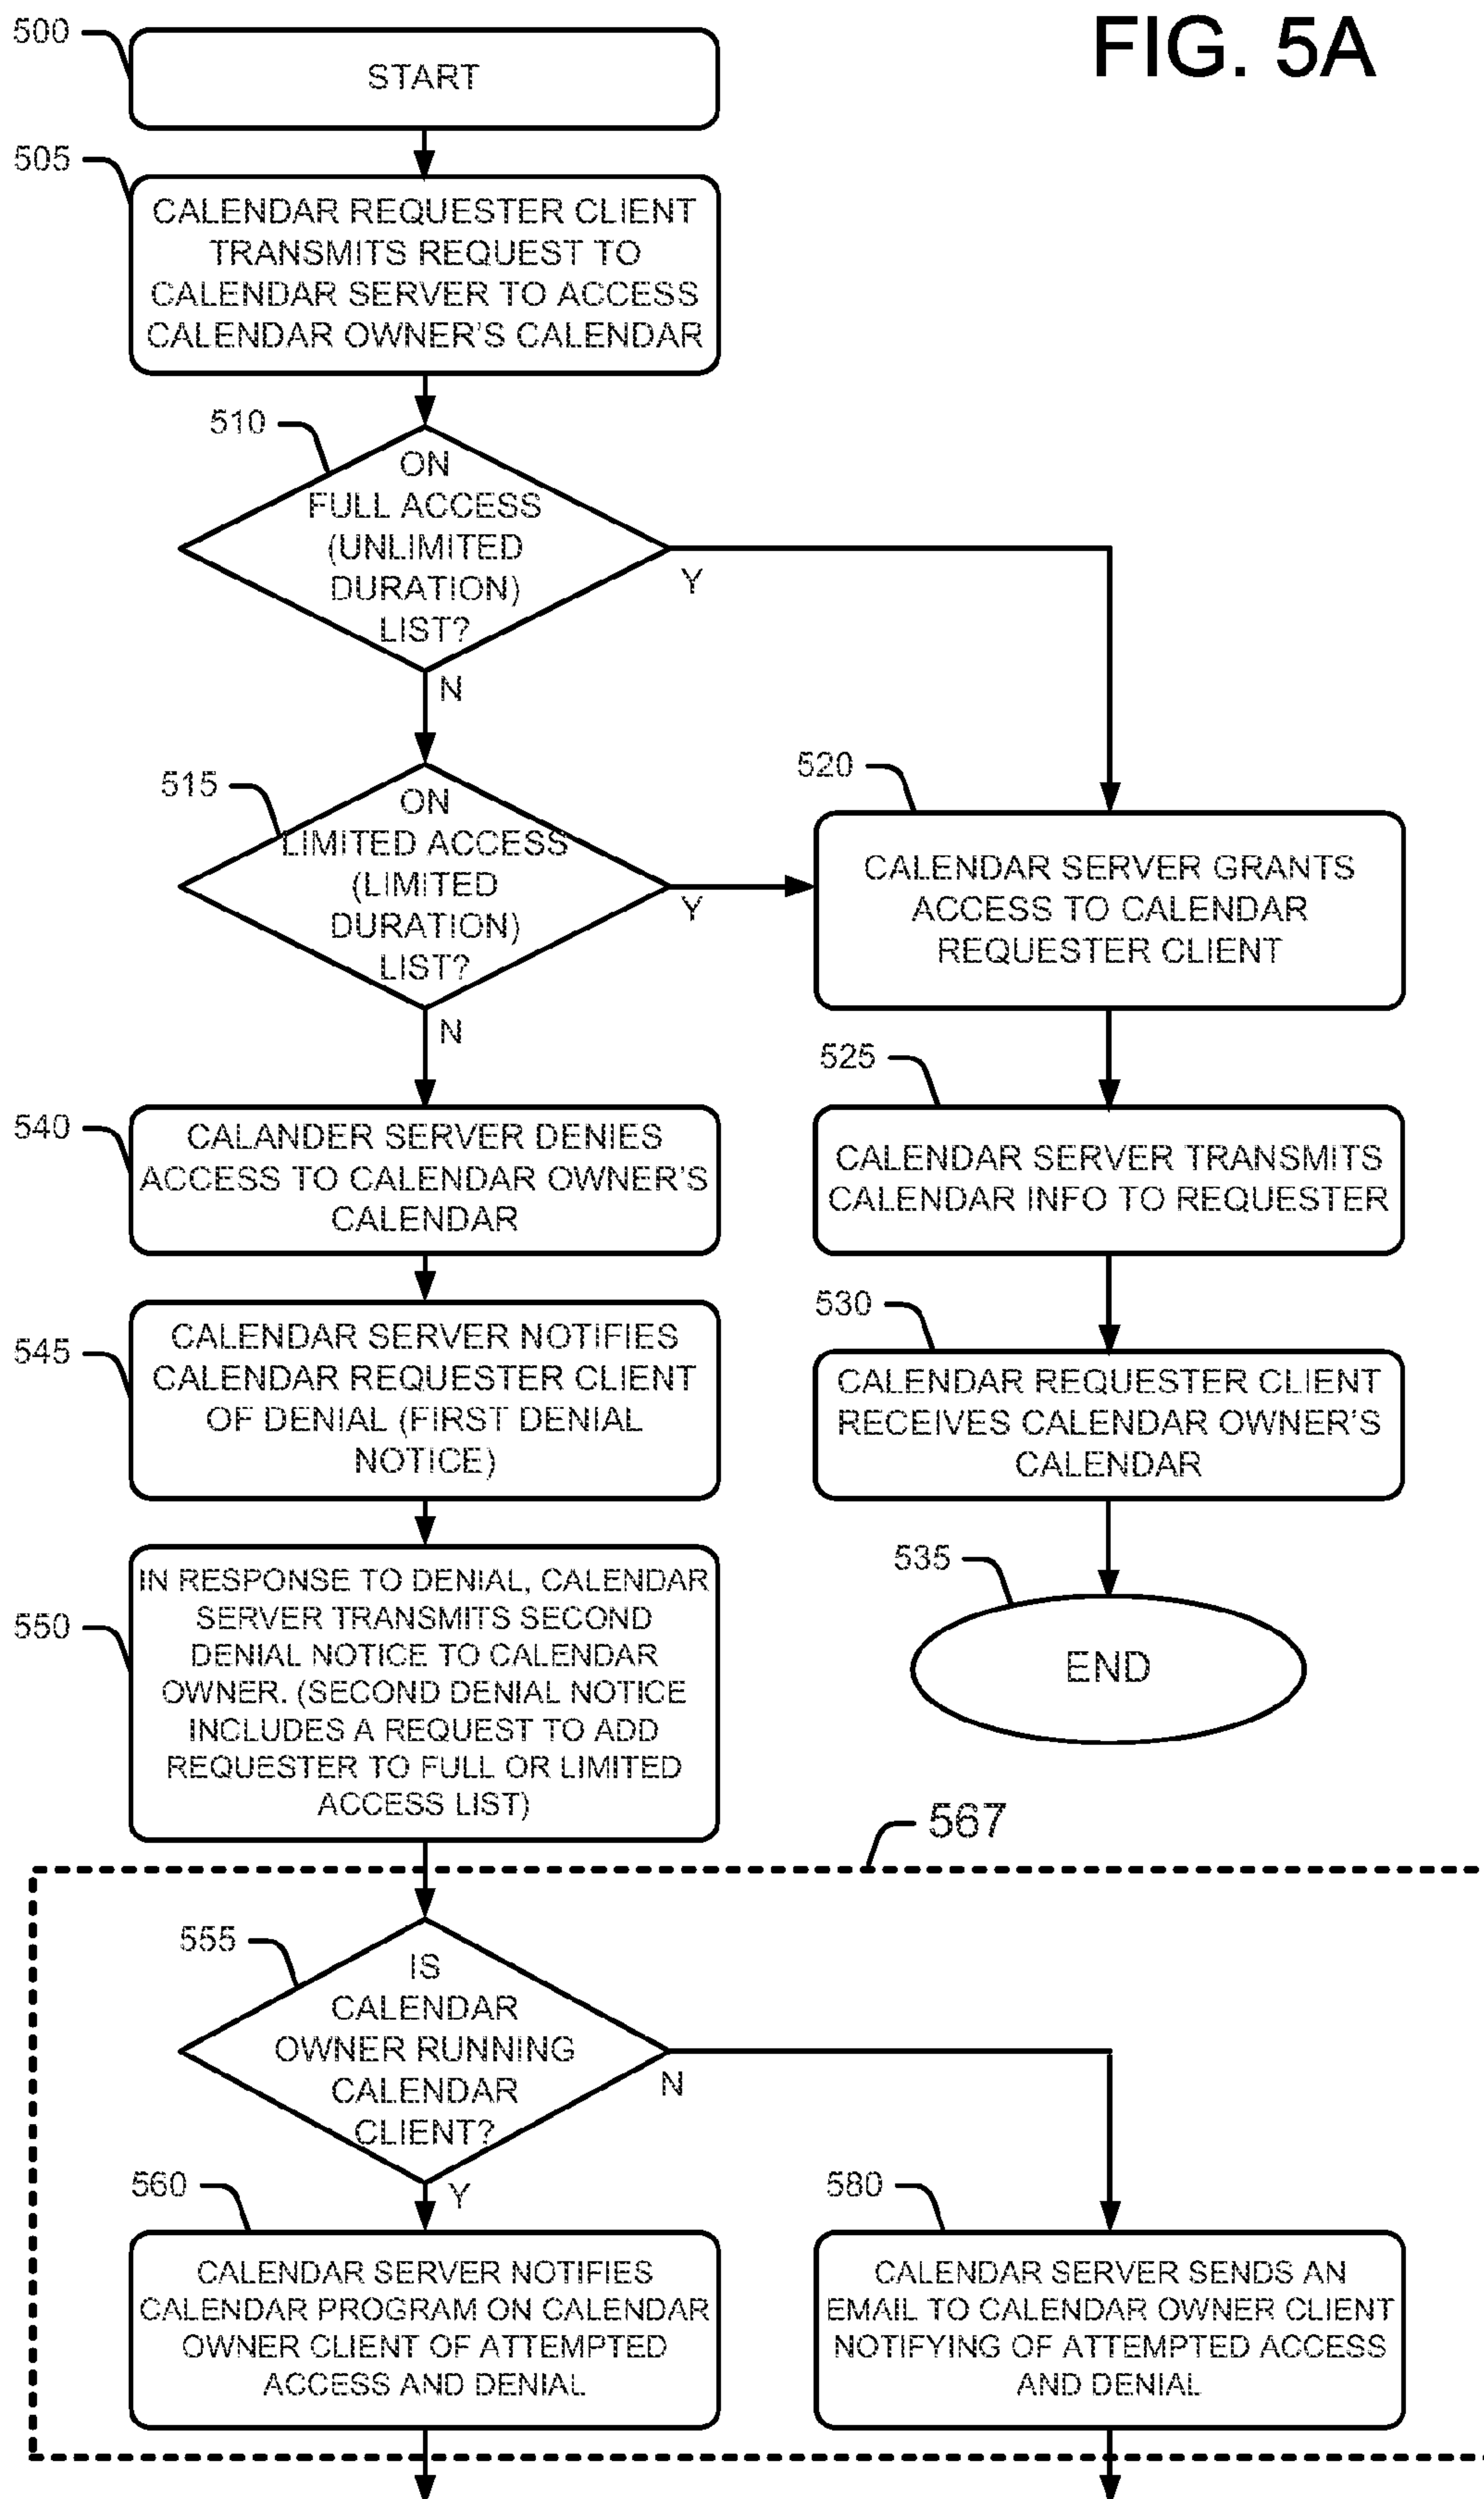 FIG. 5A
500
START
505
CALENDAR REQUESTER CLIENT
TRANSMITS REQUEST TO
CALENDAR SERVER TO ACCESS
CALENDAR OWNER'S CALENDAR
510
ON
FULL ACCESS
(UNLIMITED
DURATION)
LIST?
Y
N
515
ON
LIMITED ACCESS
(LIMITED
DURATION)
LIST?
Y
N
520
CALENDAR SERVER GRANTS
ACCESS TO CALENDAR
REQUESTER CLIENT
525
CALENDAR SERVER TRANSMITS
CALENDAR INFO TO REQUESTER
530
CALENDAR REQUESTER CLIENT
RECEIVES CALENDAR OWNER'S
CALENDAR
535
END
540
CALANDER SERVER DENIES
ACCESS TO CALENDAR OWNER'S
CALENDAR
545
CALENDAR SERVER NOTIFIES
CALENDAR REQUESTER CLIENT
OF DENIAL (FIRST DENIAL
NOTICE)
550
IN RESPONSE TO DENIAL, CALENDAR
SERVER TRANSMITS SECOND
DENIAL NOTICE TO CALENDAR
OWNER. (SECOND DENIAL NOTICE
INCLUDES A REQUEST TO ADD
REQUESTER TO FULL OR LIMITED
ACCESS LIST)
567
555
IS
CALENDAR
OWNER RUNNING
CALENDAR
CLIENT?
N
Y
560
CALENDAR SERVER NOTIFIES
CALENDAR PROGRAM ON CALENDAR
OWNER CLIENT OF ATTEMPTED
ACCESS AND DENIAL
580
CALENDAR SERVER SENDS AN
EMAIL TO CALENDAR OWNER CLIENT
NOTIFYING OF ATTEMPTED ACCESS
AND DENIAL